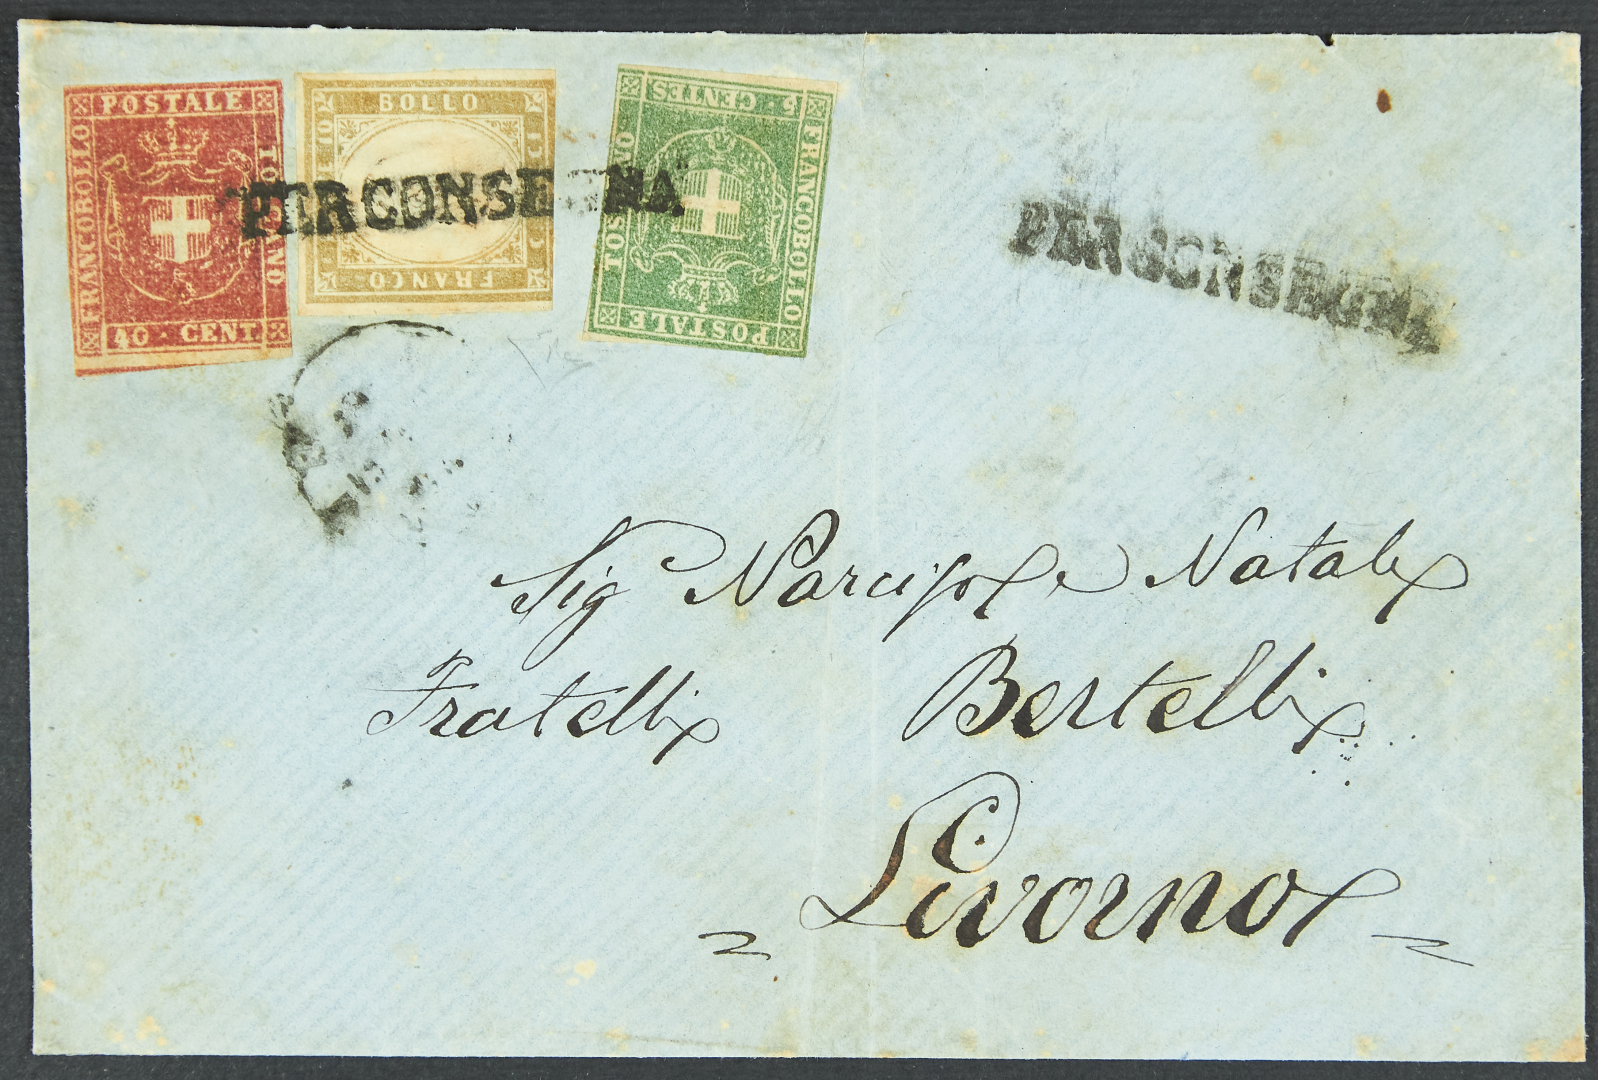 POSTALE
FRANCOBOLLO
TOSCANO
40 CENT
BOLLO
FRANCO
5 CENTES
FRANCOBOLLO
TOSCANO
POSTALE
"PER CONSEGNA"
PER CONSEGNA
Sig Narciso e Natale
Fratelli Bertelli
Livorno